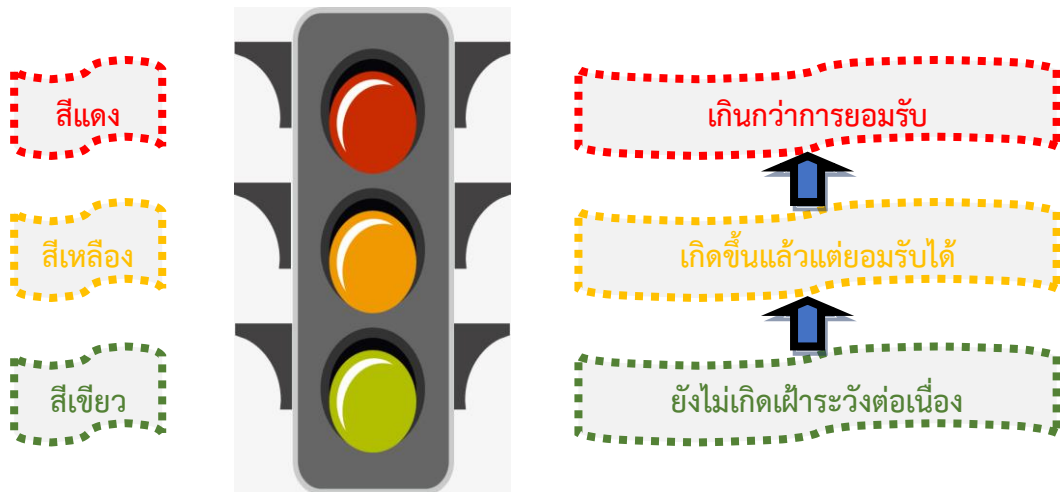 สีแดง
เกินกว่าการยอมรับ
สีเหลือง
เกิดขึ้นแล้วแต่ยอมรับได้
สีเขียว
ยังไม่เกิดเฝ้าระวังต่อเนื่อง